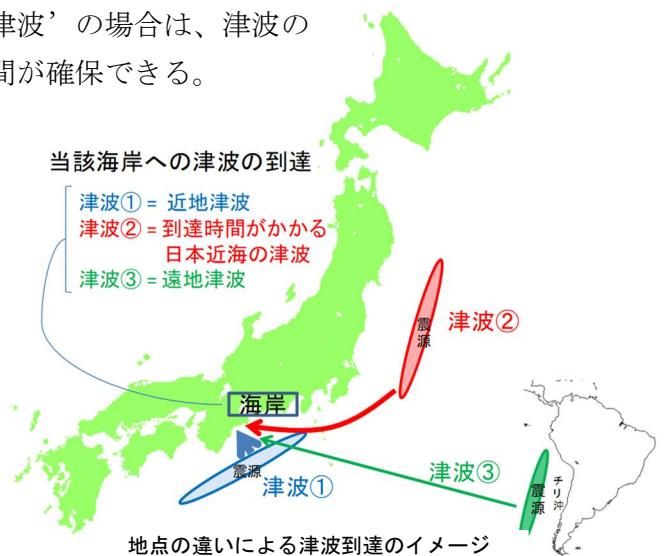 津波’の場合は、津波の
間が確保できる。
当該海岸への津波の到達
津波①＝近地津波
津波②＝到達時間がかかる
日本近海の津波
津波③＝遠地津波
震源
津波②
海岸
震源
津波①
津波③
震源
チリ沖
地点の違いによる津波到達のイメージ